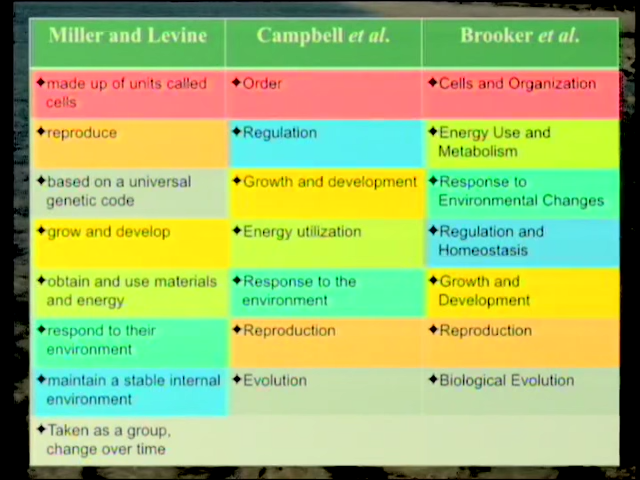 Miller and Levine
Campbell et al.
Brooker et al.
✦made up of units called
cells
✦Order
✦Cells and Organization
✦reproduce
✦Regulation
✦Energy Use and
Metabolism
✦based on a universal
genetic code
✦Growth and development
✦Response to
Environmental Changes
✦grow and develop
✦Energy utilization
✦Regulation and
Homeostasis
✦obtain and use materials
and energy
✦Response to the
environment
✦Growth and
Development
✦respond to their
environment
✦Reproduction
✦Reproduction
✦maintain a stable internal
environment
✦Evolution
✦Biological Evolution
✦Taken as a group,
change over time